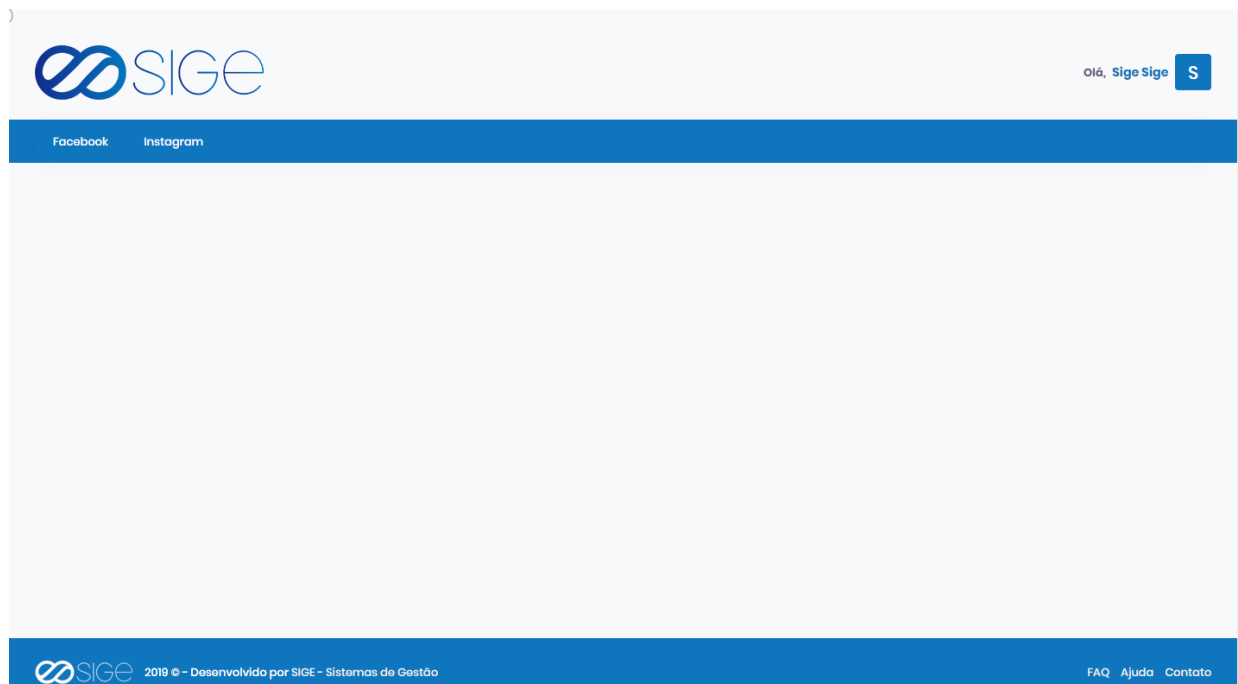 )
SIGE
Olá, Sige Sige S
Facebook Instagram
SIGE 2019 © - Desenvolvido por SIGE - Sistemas de Gestão
FAQ Ajuda Contato